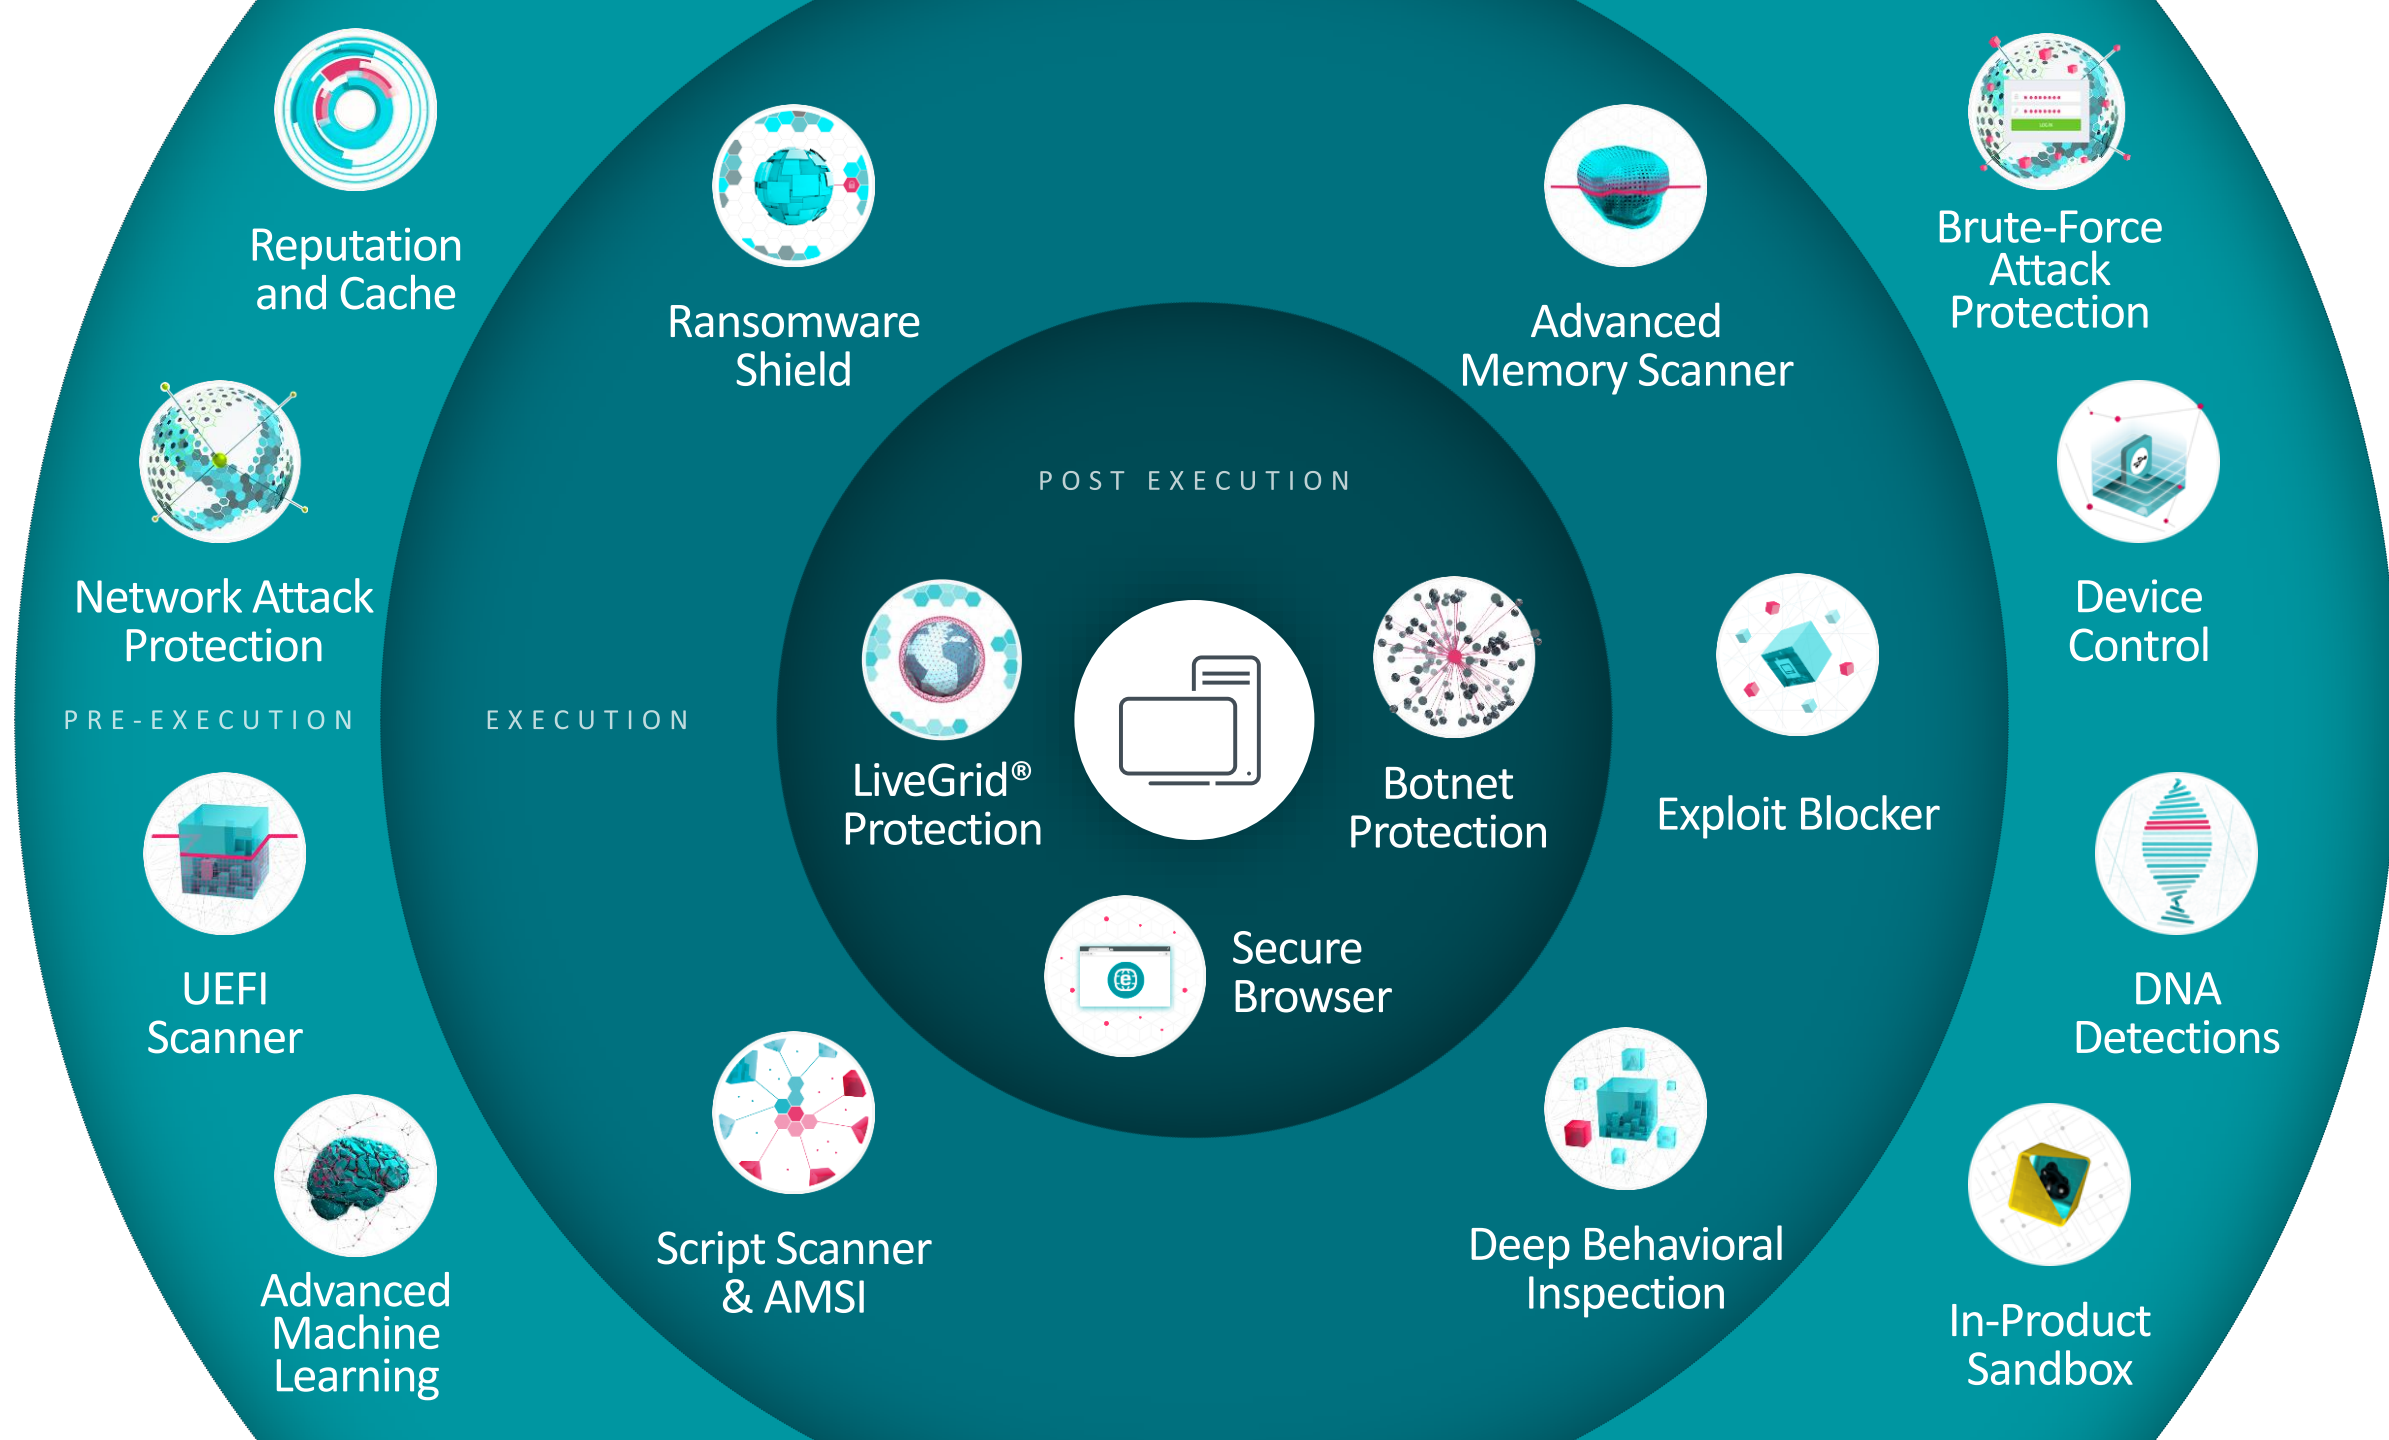 Reputation
and Cache
Network Attack
Protection
PRE-EXECUTION
UEFI
Scanner
Advanced
Machine
Learning
Ransomware
Shield
EXECUTION
Script Scanner
& AMSI
POST EXECUTION
LiveGrid®
Protection
Botnet
Protection
Secure
Browser
e
Advanced
Memory Scanner
Exploit Blocker
Deep Behavioral
Inspection
LOG IN
Brute-Force
Attack
Protection
Device
Control
DNA
Detections
In-Product
Sandbox